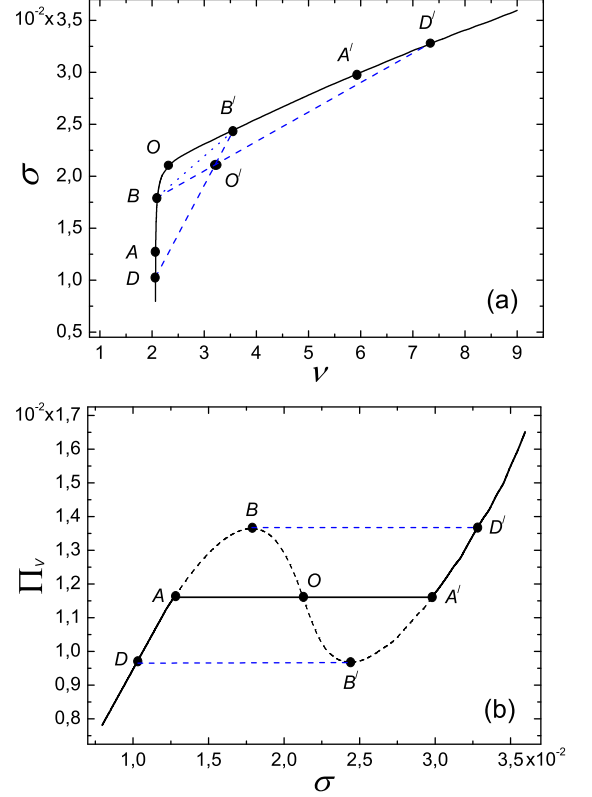 10⁻²x3,5
3,0
2,5
2,0
1,5
1,0
0,5
σ
D/
A/
B/
O
O/
B
A
D
(a)
1 2 3 4 5 6 7 8 9
ν
10⁻²x1,7
1,6
1,5
1,4
1,3
1,2
1,1
1,0
0,9
0,8
Πν
B
D/
O
A
A/
D
B/
(b)
1,0 1,5 2,0 2,5 3,0 3,5x10⁻²
σ